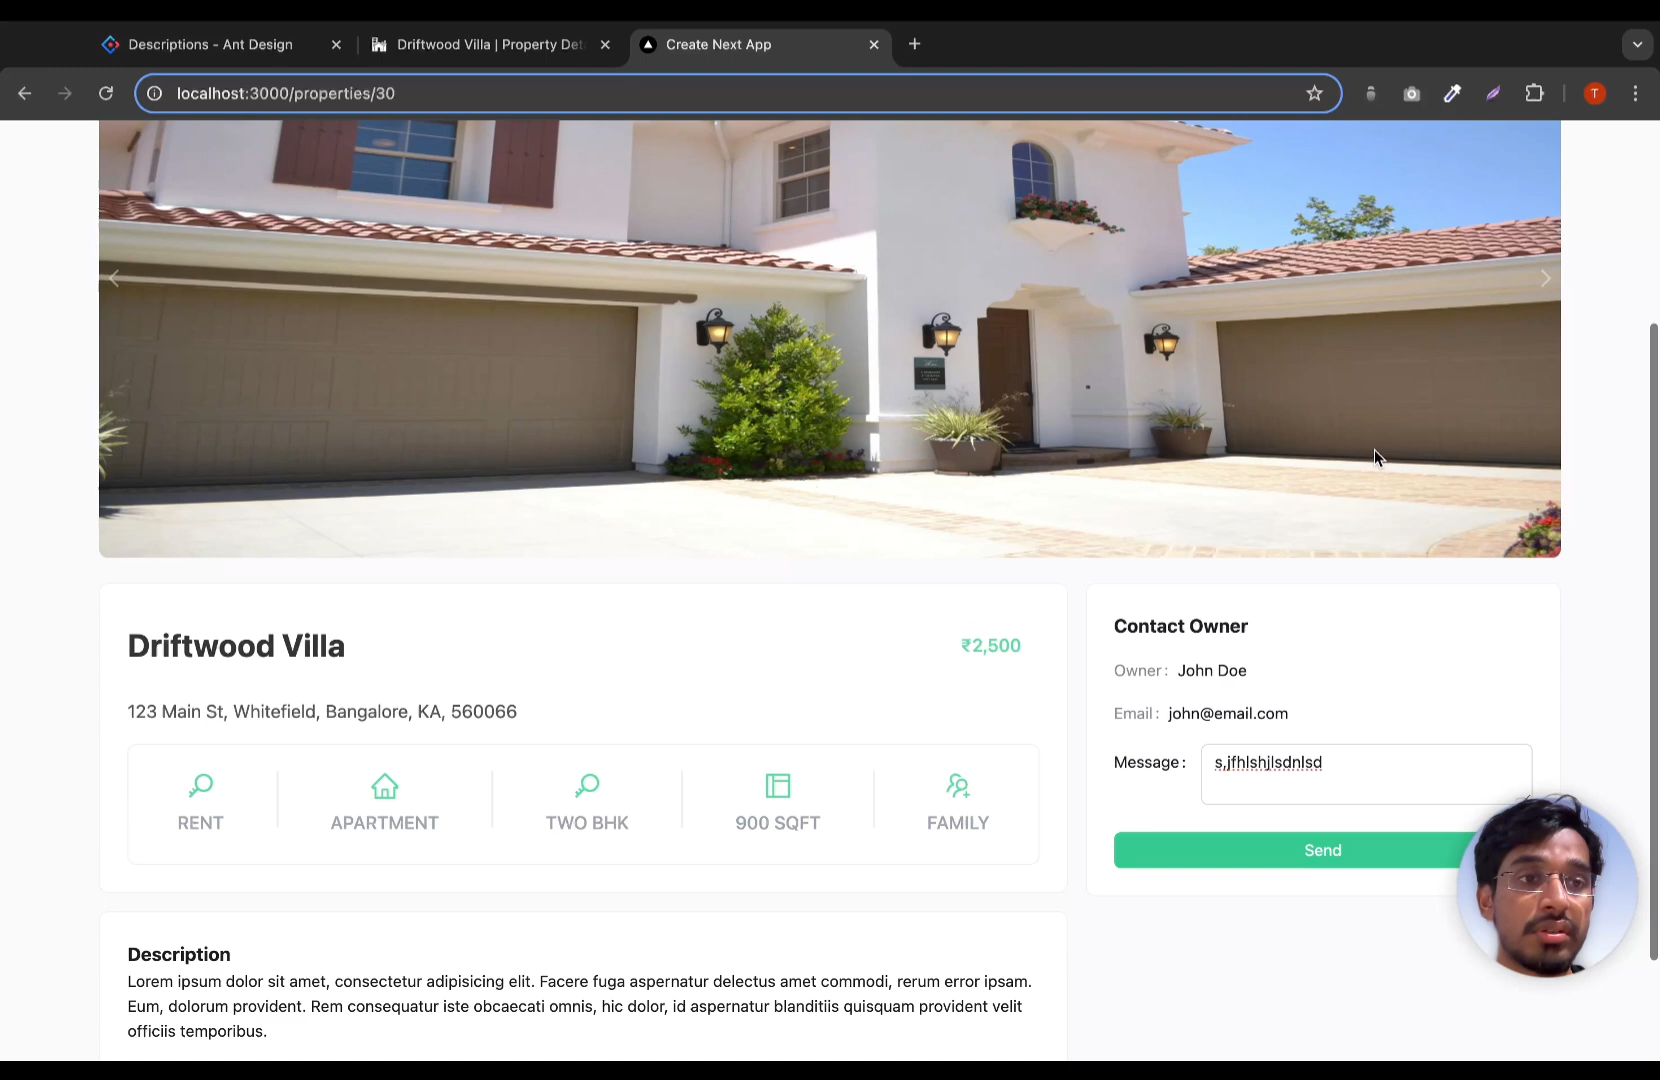 Descriptions - Ant Design
Driftwood Villa | Property Det
Create Next App
localhost:3000/properties/30
T
Driftwood Villa
₹2,500
123 Main St, Whitefield, Bangalore, KA, 560066
RENT
APARTMENT
TWO BHK
900 SQFT
FAMILY
Contact Owner
Owner : John Doe
Email : john@email.com
Message : s,jfhlshjlsdnlsd
Send
Description
Lorem ipsum dolor sit amet, consectetur adipisicing elit. Facere fuga aspernatur delectus amet commodi, rerum error ipsam.
Eum, dolorum provident. Rem consequatur iste obcaecati omnis, hic dolor, id aspernatur blanditiis quisquam provident velit
officiis temporibus.